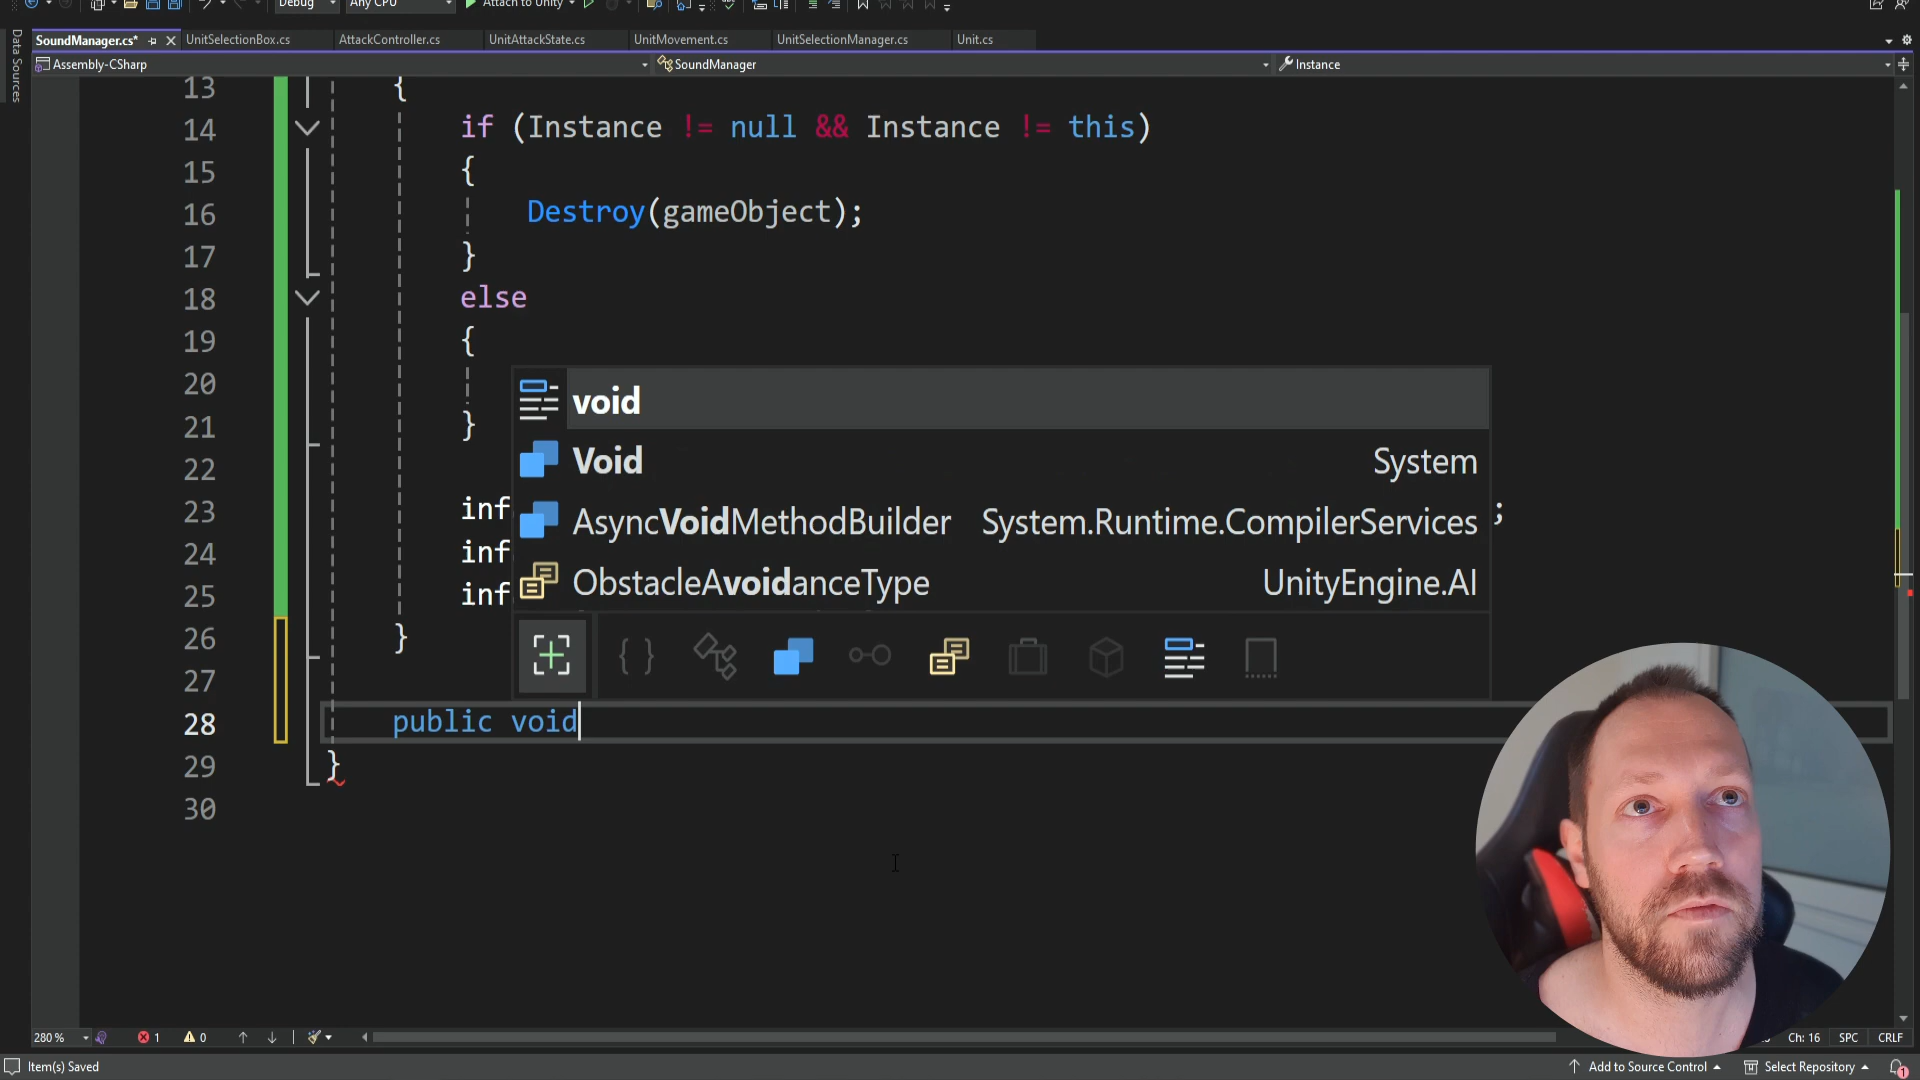 Debug
Any CPU
Attach to Unity
SoundManager.cs*
UnitSelectionBox.cs
AttackController.cs
UnitAttackState.cs
UnitMovement.cs
UnitSelectionManager.cs
Unit.cs
Data Sources
Assembly-CSharp
SoundManager
Instance
13 {
14 if (Instance != null && Instance != this)
15 {
16 Destroy(gameObject);
17 }
18 else
19 {
20
21 }
22
23 inf ;
24 inf
25 inf
26 }
27
28 public void
29 }
30
void
Void System
AsyncVoidMethodBuilder System.Runtime.CompilerServices
ObstacleAvoidanceType UnityEngine.AI
280 %
1
0
Ch: 16
SPC
CRLF
Item(s) Saved
Add to Source Control
Select Repository
1